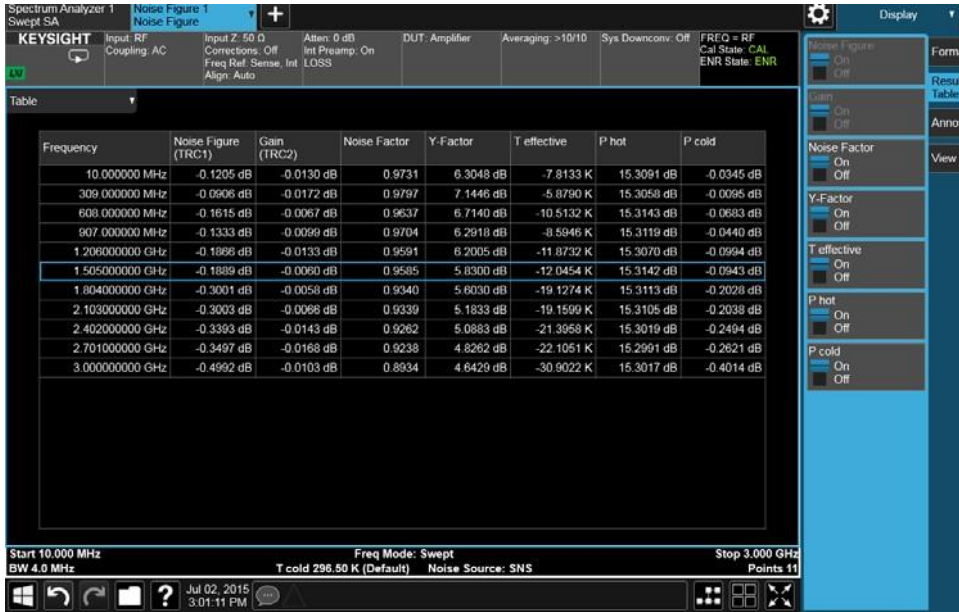 Spectrum Analyzer 1
Swept SA
Noise Figure 1
Noise Figure
Display
KEYSIGHT
LXI
Input: RF
Coupling: AC
Input Z: 50 Ω
Corrections: Off
Freq Ref: Sense, Int
Align: Auto
Atten: 0 dB
Int Preamp: On
LOSS
DUT: Amplifier
Averaging: >10/10
Sys Downconv: Off
FREQ = RF
Cal State: CAL
ENR State: ENR
Table
Frequency Noise Figure (TRC1) Gain (TRC2) Noise Factor Y-Factor T effective P hot P cold
10.000000 MHz -0.1205 dB -0.0130 dB 0.9731 6.3048 dB -7.8133 K 15.3091 dB -0.0345 dB
309.000000 MHz -0.0906 dB -0.0172 dB 0.9797 7.1446 dB -5.8790 K 15.3058 dB -0.0095 dB
608.000000 MHz -0.1615 dB -0.0067 dB 0.9637 6.7140 dB -10.5132 K 15.3143 dB -0.0683 dB
907.000000 MHz -0.1333 dB -0.0099 dB 0.9704 6.2918 dB -8.5946 K 15.3119 dB -0.0440 dB
1.206000000 GHz -0.1866 dB -0.0133 dB 0.9591 6.2005 dB -11.8732 K 15.3070 dB -0.0994 dB
1.505000000 GHz -0.1889 dB -0.0060 dB 0.9585 5.8300 dB -12.0454 K 15.3142 dB -0.0943 dB
1.804000000 GHz -0.3001 dB -0.0058 dB 0.9340 5.6030 dB -19.1274 K 15.3113 dB -0.2028 dB
2.103000000 GHz -0.3003 dB -0.0066 dB 0.9339 5.1833 dB -19.1599 K 15.3105 dB -0.2038 dB
2.402000000 GHz -0.3393 dB -0.0143 dB 0.9262 5.0883 dB -21.3958 K 15.3019 dB -0.2494 dB
2.701000000 GHz -0.3497 dB -0.0168 dB 0.9238 4.8262 dB -22.1051 K 15.2991 dB -0.2621 dB
3.000000000 GHz -0.4992 dB -0.0103 dB 0.8934 4.6429 dB -30.9022 K 15.3017 dB -0.4014 dB
Start 10.000 MHz
BW 4.0 MHz
Freq Mode: Swept
T cold 296.50 K (Default) Noise Source: SNS
Stop 3.000 GHz
Points 11
Jul 02, 2015
3:01:11 PM
Noise Figure
On
Off
Gain
On
Off
Noise Factor
On
Off
Y-Factor
On
Off
T effective
On
Off
P hot
On
Off
P cold
On
Off
Form
Resu
Table
Anno
View